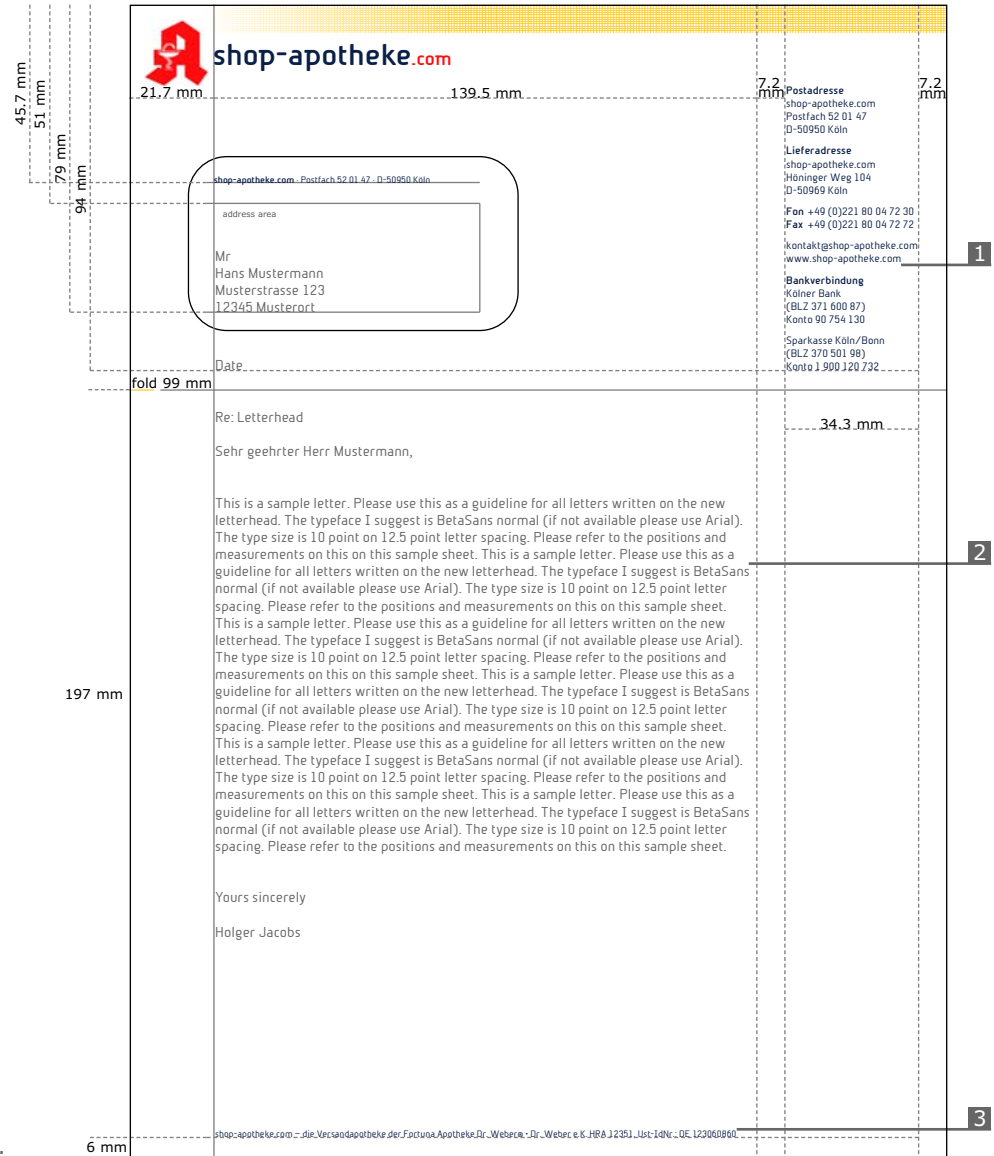 shop-apotheke.com
21.7 mm
139.5 mm
7.2 mm
7.2 mm
45.7 mm
51 mm
79 mm
94 mm
Postadresse
shop-apotheke.com
Postfach 52 01 47
D-50950 Köln
Lieferadresse
shop-apotheke.com
Höninger Weg 104
D-50969 Köln
Fon +49 (0)221 80 04 72 30
Fax +49 (0)221 80 04 72 72
kontakt@shop-apotheke.com
www.shop-apotheke.com
1
Bankverbindung
Kölner Bank
(BLZ 371 600 87)
Konto 90 754 130
Sparkasse Köln/Bonn
(BLZ 370 501 98)
Konto 1 900 120 732
shop-apotheke.com · Postfach 52 01 47 · D-50950 Köln
address area
Mr
Hans Mustermann
Musterstrasse 123
12345 Musterort
Date
fold 99 mm
34.3 mm
Re: Letterhead
Sehr geehrter Herr Mustermann,
This is a sample letter. Please use this as a guideline for all letters written on the new
letterhead. The typeface I suggest is BetaSans normal (if not available please use Arial).
The type size is 10 point on 12.5 point letter spacing. Please refer to the positions and
measurements on this on this sample sheet. This is a sample letter. Please use this as a
guideline for all letters written on the new letterhead. The typeface I suggest is BetaSans
normal (if not available please use Arial). The type size is 10 point on 12.5 point letter
spacing. Please refer to the positions and measurements on this on this sample sheet.
This is a sample letter. Please use this as a guideline for all letters written on the new
letterhead. The typeface I suggest is BetaSans normal (if not available please use Arial).
The type size is 10 point on 12.5 point letter spacing. Please refer to the positions and
measurements on this on this sample sheet. This is a sample letter. Please use this as a
guideline for all letters written on the new letterhead. The typeface I suggest is BetaSans
normal (if not available please use Arial). The type size is 10 point on 12.5 point letter
spacing. Please refer to the positions and measurements on this on this sample sheet.
This is a sample letter. Please use this as a guideline for all letters written on the new
letterhead. The typeface I suggest is BetaSans normal (if not available please use Arial).
The type size is 10 point on 12.5 point letter spacing. Please refer to the positions and
measurements on this on this sample sheet. This is a sample letter. Please use this as a
guideline for all letters written on the new letterhead. The typeface I suggest is BetaSans
normal (if not available please use Arial). The type size is 10 point on 12.5 point letter
spacing. Please refer to the positions and measurements on this on this sample sheet.
2
197 mm
Yours sincerely
Holger Jacobs
3
shop-apotheke.com – die Versandapotheke der Fortuna Apotheke Dr. Weber® • Dr. Weber e.K. HRA 12351, Ust-IdNr.: DE 123060860
6 mm